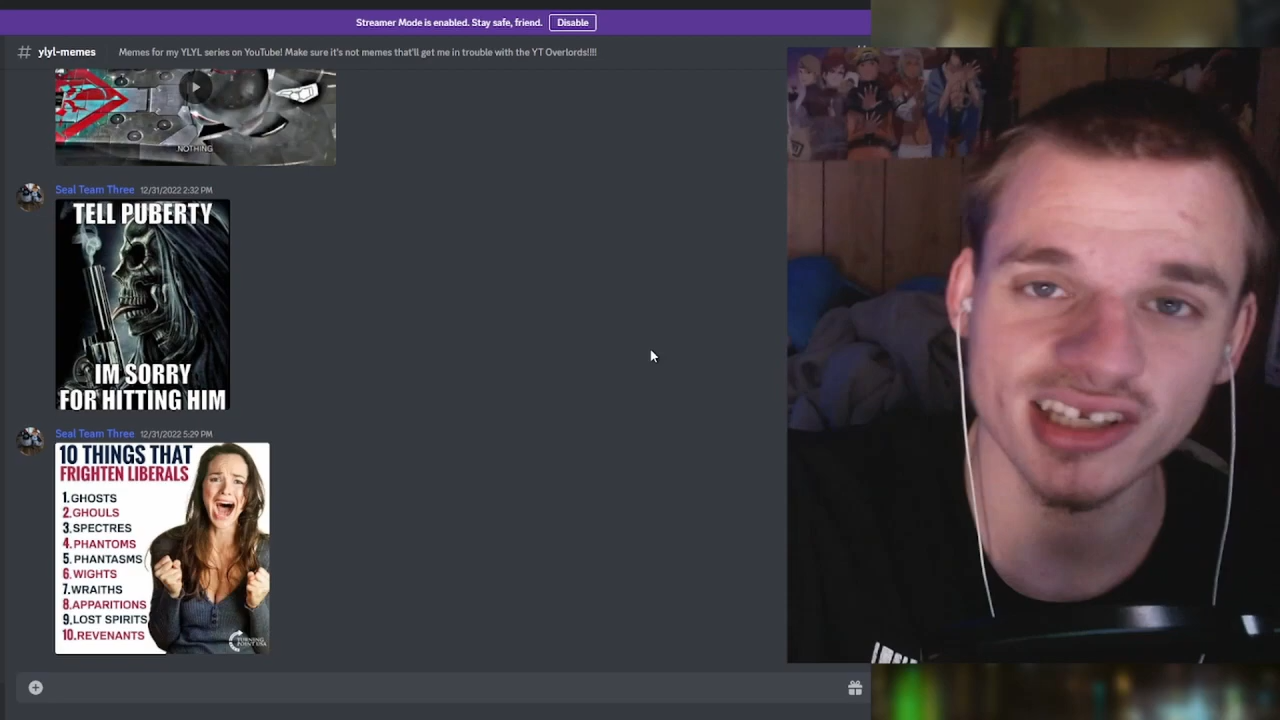 Streamer Mode is enabled. Stay safe, friend. Disable
# ylyl-memes Memes for my YLYL series on YouTube! Make sure it's not memes that'll get me in trouble with the YT Overlords!!!!
NOTHING
Seal Team Three 12/31/2022 2:32 PM
TELL PUBERTY
IM SORRY
FOR HITTING HIM
Seal Team Three 12/31/2022 5:29 PM
10 THINGS THAT
FRIGHTEN LIBERALS
1. GHOSTS
2. GHOULS
3. SPECTRES
4. PHANTOMS
5. PHANTASMS
6. WIGHTS
7. WRAITHS
8. APPARITIONS
9. LOST SPIRITS
10. REVENANTS
TURNING
POINT USA